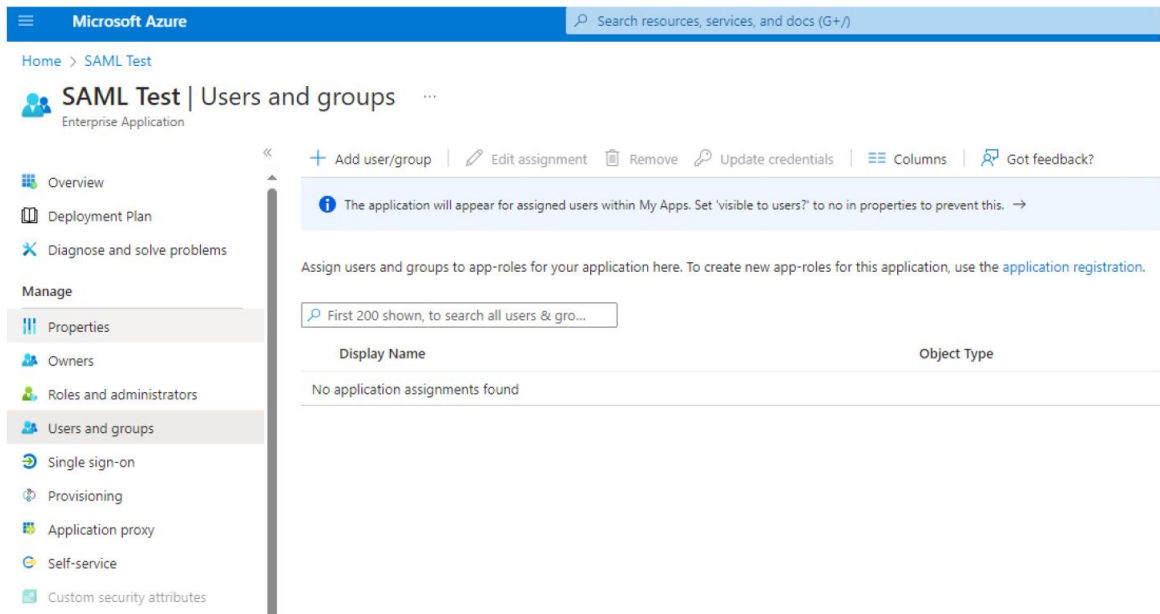 Microsoft Azure
Search resources, services, and docs (G+/)
Home > SAML Test
SAML Test | Users and groups ...
Enterprise Application
«
Overview
Deployment Plan
Diagnose and solve problems
Manage
Properties
Owners
Roles and administrators
Users and groups
Single sign-on
Provisioning
Application proxy
Self-service
Custom security attributes
+ Add user/group
Edit assignment
Remove
Update credentials
Columns
Got feedback?
The application will appear for assigned users within My Apps. Set 'visible to users?' to no in properties to prevent this. →
Assign users and groups to app-roles for your application here. To create new app-roles for this application, use the application registration.
First 200 shown, to search all users & gro...
Display Name
Object Type
No application assignments found